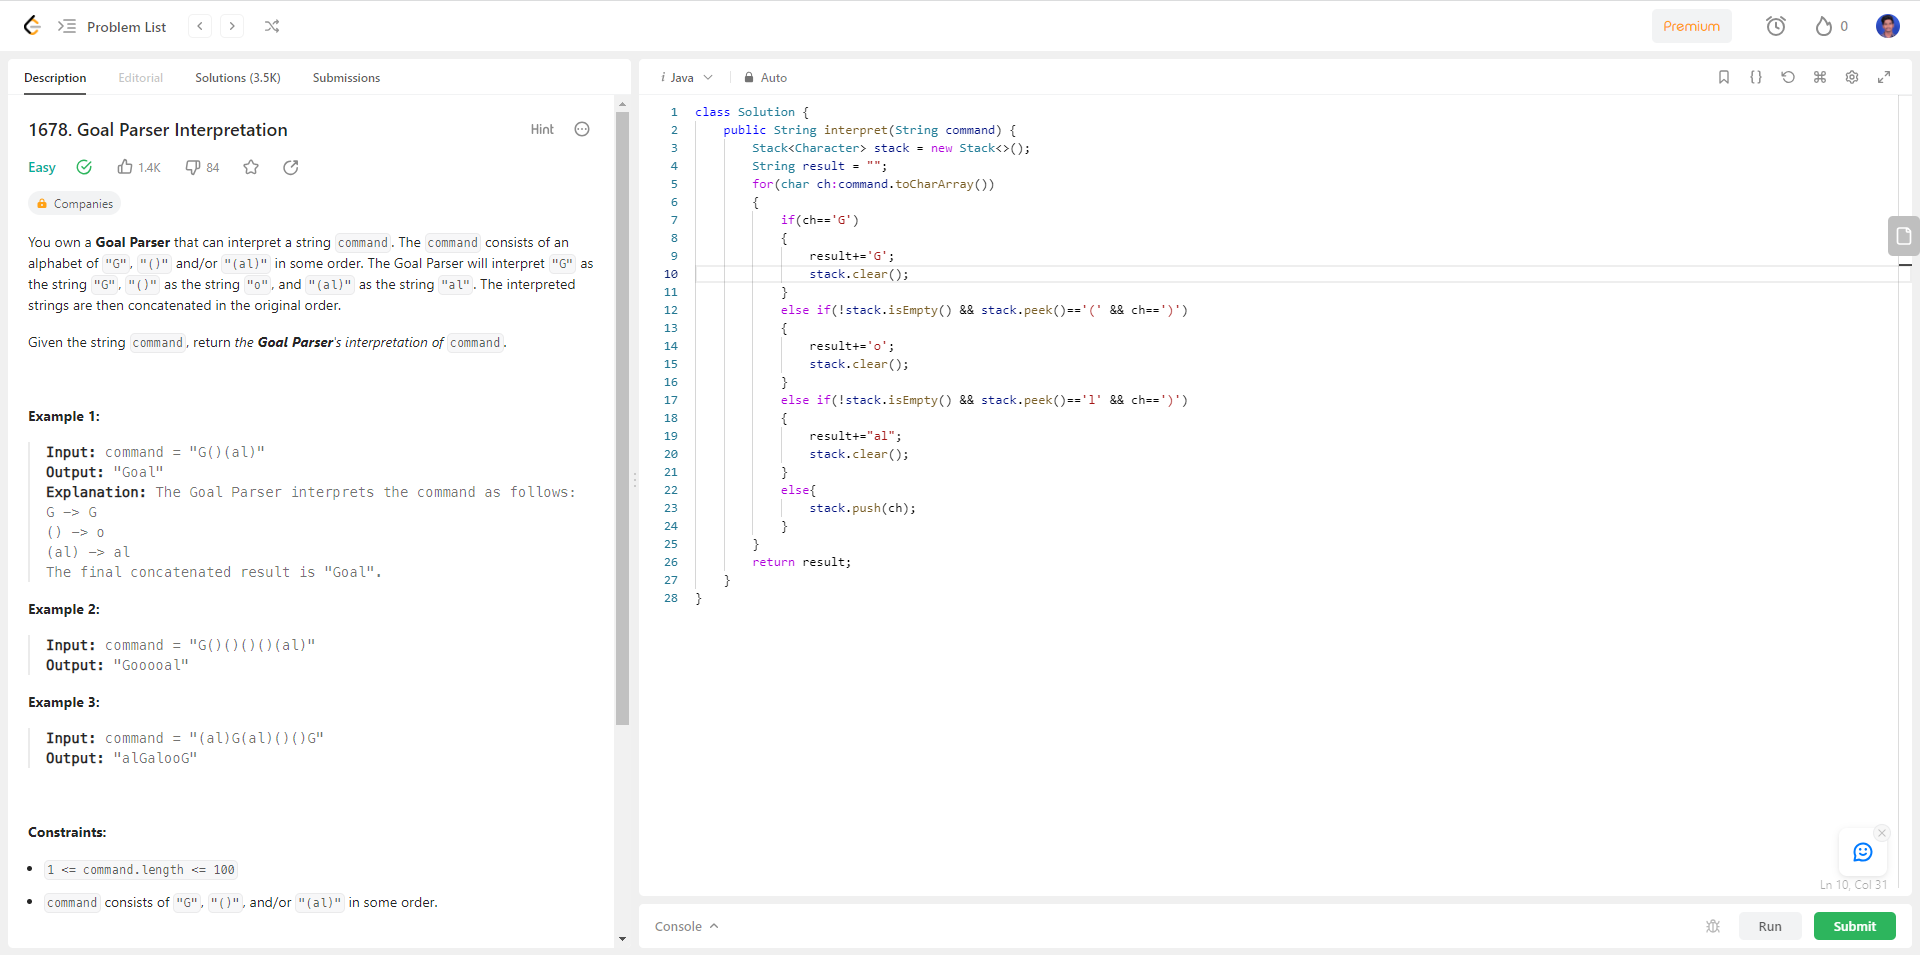 Problem List
Premium
0
Description Editorial Solutions (3.5K) Submissions
1678. Goal Parser Interpretation
Hint
Easy 1.4K 84
Companies
You own a Goal Parser that can interpret a string command. The command consists of an
alphabet of "G", "()" and/or "(al)" in some order. The Goal Parser will interpret "G" as
the string "G", "()" as the string "o", and "(al)" as the string "al". The interpreted
strings are then concatenated in the original order.
Given the string command, return the Goal Parser's interpretation of command.
Example 1:
Input: command = "G()(al)"
Output: "Goal"
Explanation: The Goal Parser interprets the command as follows:
G -> G
() -> o
(al) -> al
The final concatenated result is "Goal".
Example 2:
Input: command = "G()()()()(al)"
Output: "Gooooal"
Example 3:
Input: command = "(al)G(al)()()G"
Output: "alGalooG"
Constraints:
• 1 <= command.length <= 100
• command consists of "G", "()", and/or "(al)" in some order.
i Java Auto
1 class Solution {
2 public String interpret(String command) {
3 Stack<Character> stack = new Stack<>();
4 String result = "";
5 for(char ch:command.toCharArray())
6 {
7 if(ch=='G')
8 {
9 result+='G';
10 stack.clear();
11 }
12 else if(!stack.isEmpty() && stack.peek()=='(' && ch==')')
13 {
14 result+='o';
15 stack.clear();
16 }
17 else if(!stack.isEmpty() && stack.peek()=='l' && ch==')')
18 {
19 result+="al";
20 stack.clear();
21 }
22 else{
23 stack.push(ch);
24 }
25 }
26 return result;
27 }
28 }
Ln 10, Col 31
Console
Run
Submit